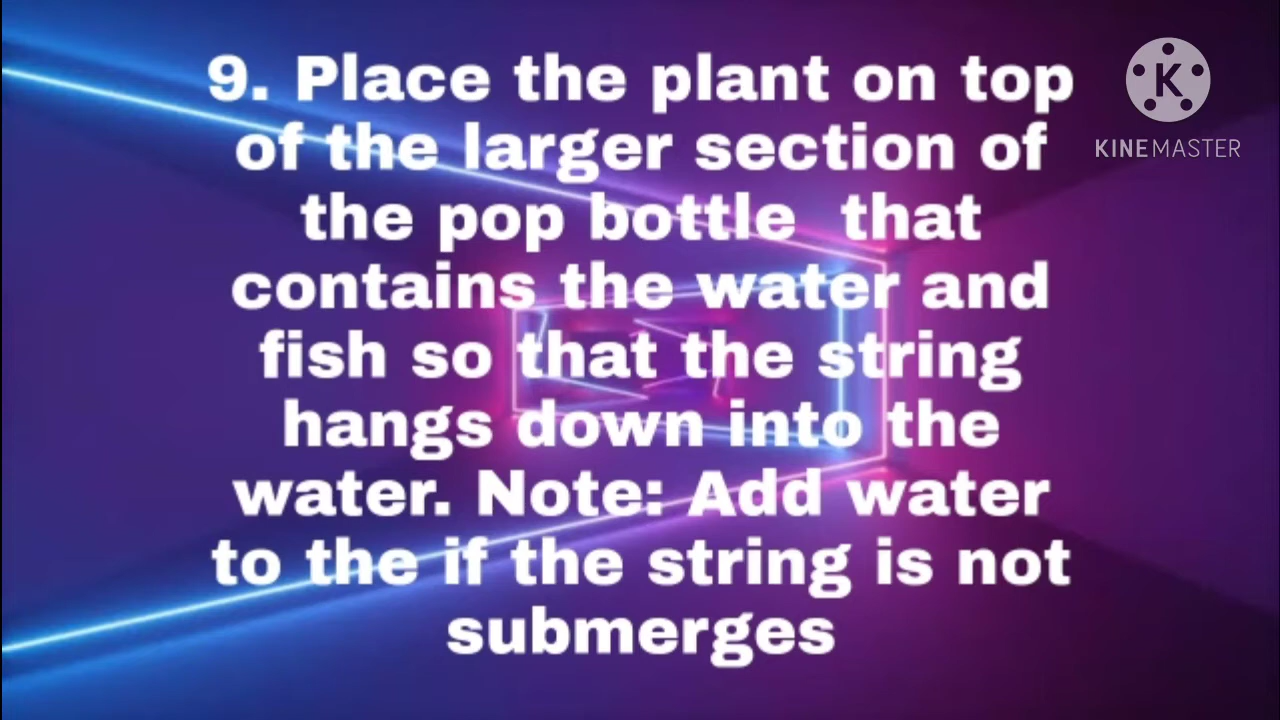 9. Place the plant on top
of the larger section of
the pop bottle  that
contains the water and
fish so that the string
hangs down into the
water. Note: Add water
to the if the string is not
submerges
K
KINEMASTER